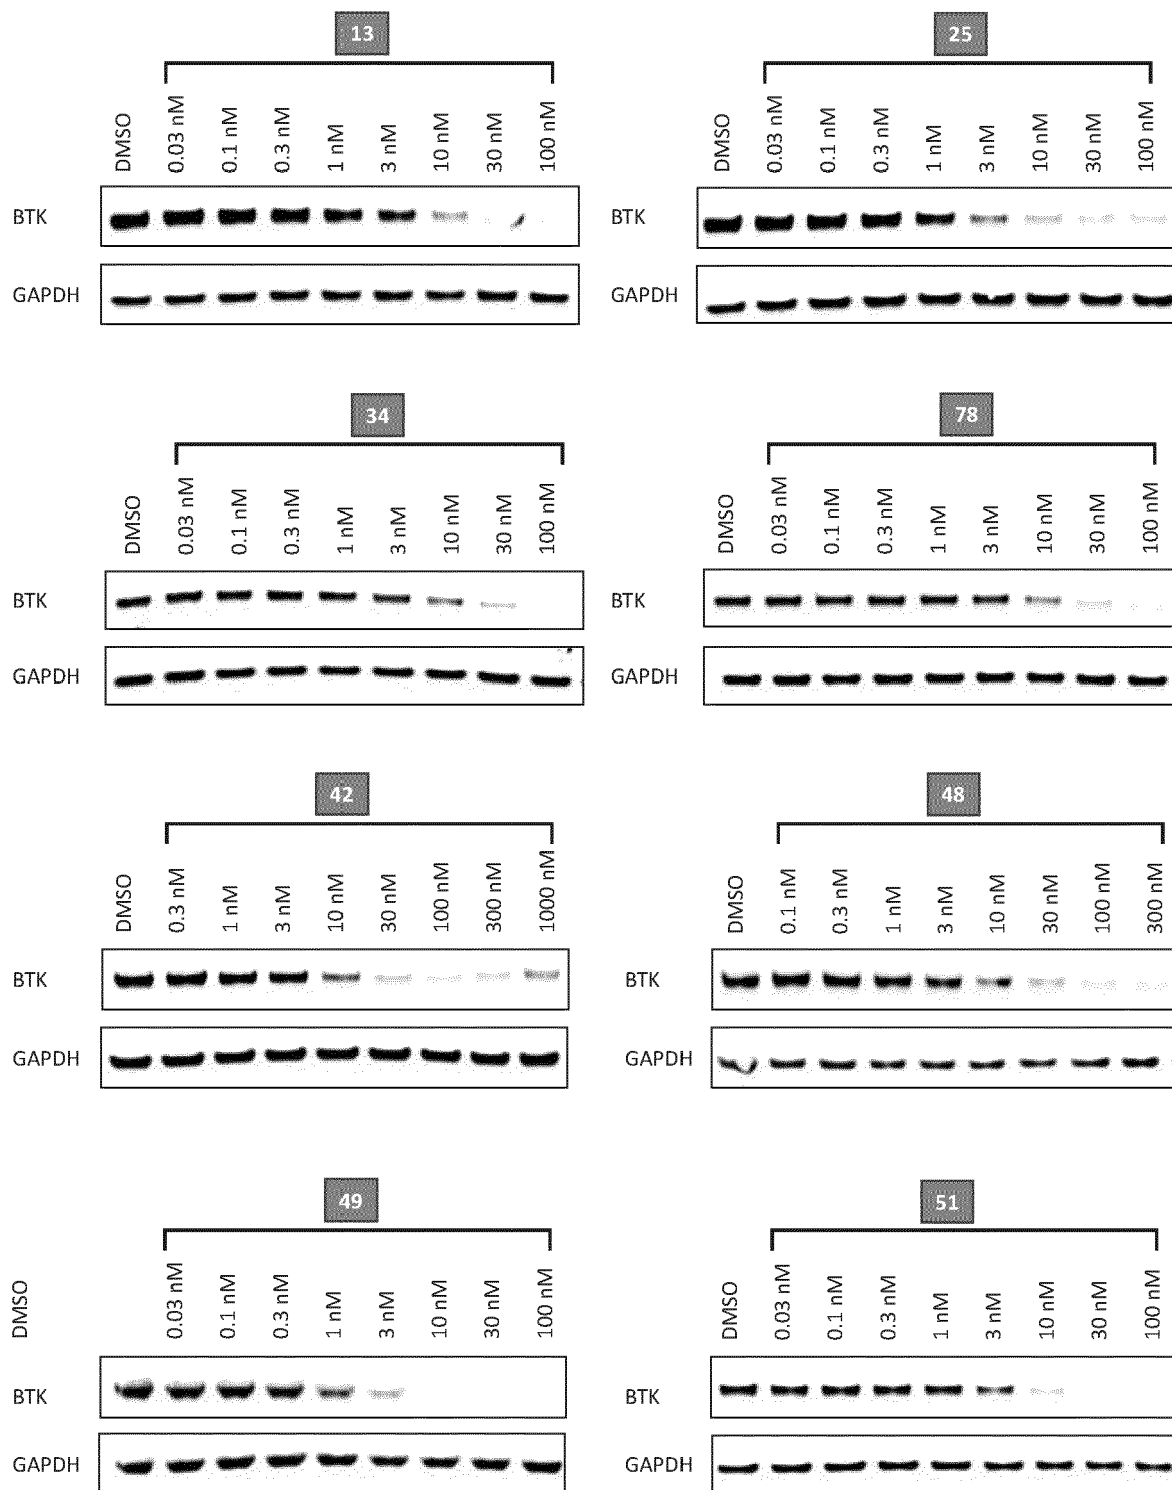 13
DMSO
0.03 nM
0.1 nM
0.3 nM
1 nM
3 nM
10 nM
30 nM
100 nM
BTK
GAPDH
25
DMSO
0.03 nM
0.1 nM
0.3 nM
1 nM
3 nM
10 nM
30 nM
100 nM
BTK
GAPDH
34
DMSO
0.03 nM
0.1 nM
0.3 nM
1 nM
3 nM
10 nM
30 nM
100 nM
BTK
GAPDH
78
DMSO
0.03 nM
0.1 nM
0.3 nM
1 nM
3 nM
10 nM
30 nM
100 nM
BTK
GAPDH
42
DMSO
0.3 nM
1 nM
3 nM
10 nM
30 nM
100 nM
300 nM
1000 nM
BTK
GAPDH
48
DMSO
0.1 nM
0.3 nM
1 nM
3 nM
10 nM
30 nM
100 nM
300 nM
BTK
GAPDH
49
DMSO
0.03 nM
0.1 nM
0.3 nM
1 nM
3 nM
10 nM
30 nM
100 nM
BTK
GAPDH
51
DMSO
0.03 nM
0.1 nM
0.3 nM
1 nM
3 nM
10 nM
30 nM
100 nM
BTK
GAPDH